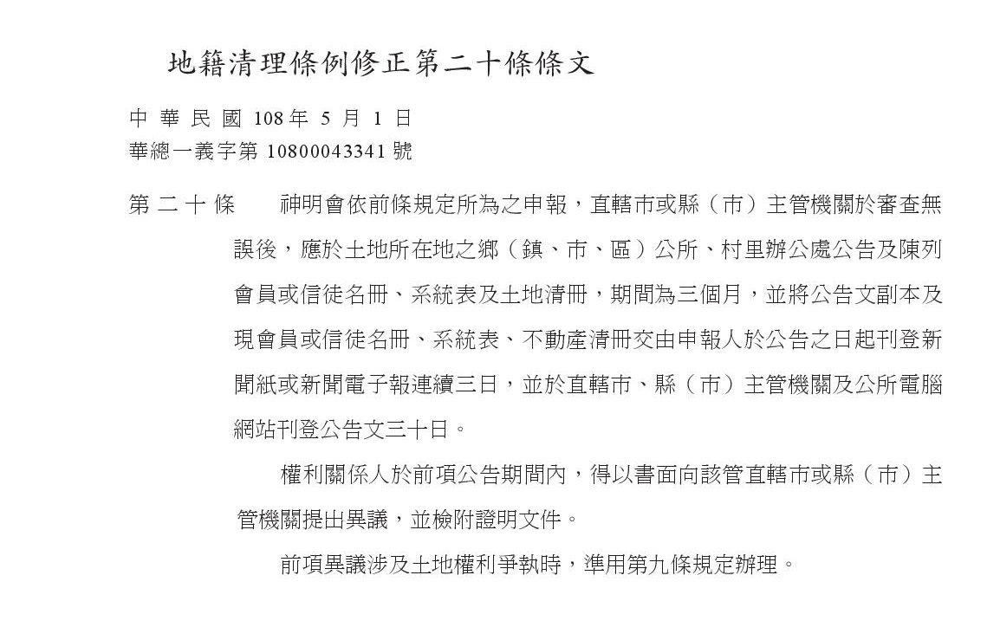 地籍清理條例修正第二十條條文
中華民國 108年 5 月 1 日
華總一義字第 10800043341 號
第二十條　　神明會依前條規定所為之申報，直轄市或縣（市）主管機關於審查無
誤後，應於土地所在地之鄉（鎮、市、區）公所、村里辦公處公告及陳列
會員或信徒名冊、系統表及土地清冊，期間為三個月，並將公告文副本及
現會員或信徒名冊、系統表、不動產清冊交由申報人於公告之日起刊登新
聞紙或新聞電子報連續三日，並於直轄市、縣（市）主管機關及公所電腦
網站刊登公告文三十日。
權利關係人於前項公告期間內，得以書面向該管直轄市或縣（市）主
管機關提出異議，並檢附證明文件。
前項異議涉及土地權利爭執時，準用第九條規定辦理。